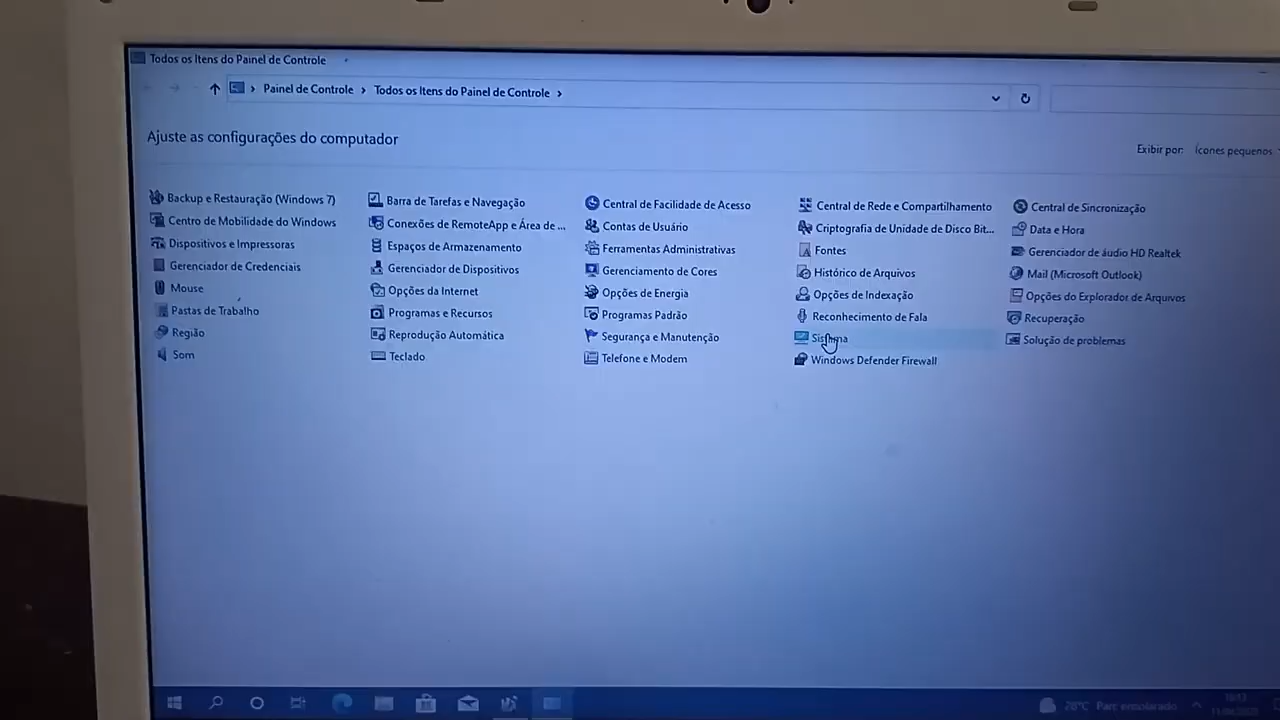 Todos os Itens do Painel de Controle
Painel de Controle > Todos os Itens do Painel de Controle >
Ajuste as configurações do computador
Exibir por: Ícones pequenos
Backup e Restauração (Windows 7)
Centro de Mobilidade do Windows
Dispositivos e Impressoras
Gerenciador de Credenciais
Mouse
Pastas de Trabalho
Região
Som
Barra de Tarefas e Navegação
Conexões de RemoteApp e Área de ...
Espaços de Armazenamento
Gerenciador de Dispositivos
Opções da Internet
Programas e Recursos
Reprodução Automática
Teclado
Central de Facilidade de Acesso
Contas de Usuário
Ferramentas Administrativas
Gerenciamento de Cores
Opções de Energia
Programas Padrão
Segurança e Manutenção
Telefone e Modem
Central de Rede e Compartilhamento
Criptografia de Unidade de Disco Bit...
Fontes
Histórico de Arquivos
Opções de Indexação
Reconhecimento de Fala
Sistema
Windows Defender Firewall
Central de Sincronização
Data e Hora
Gerenciador de áudio HD Realtek
Mail (Microsoft Outlook)
Opções do Explorador de Arquivos
Recuperação
Solução de problemas
28°C Parc ensolarado